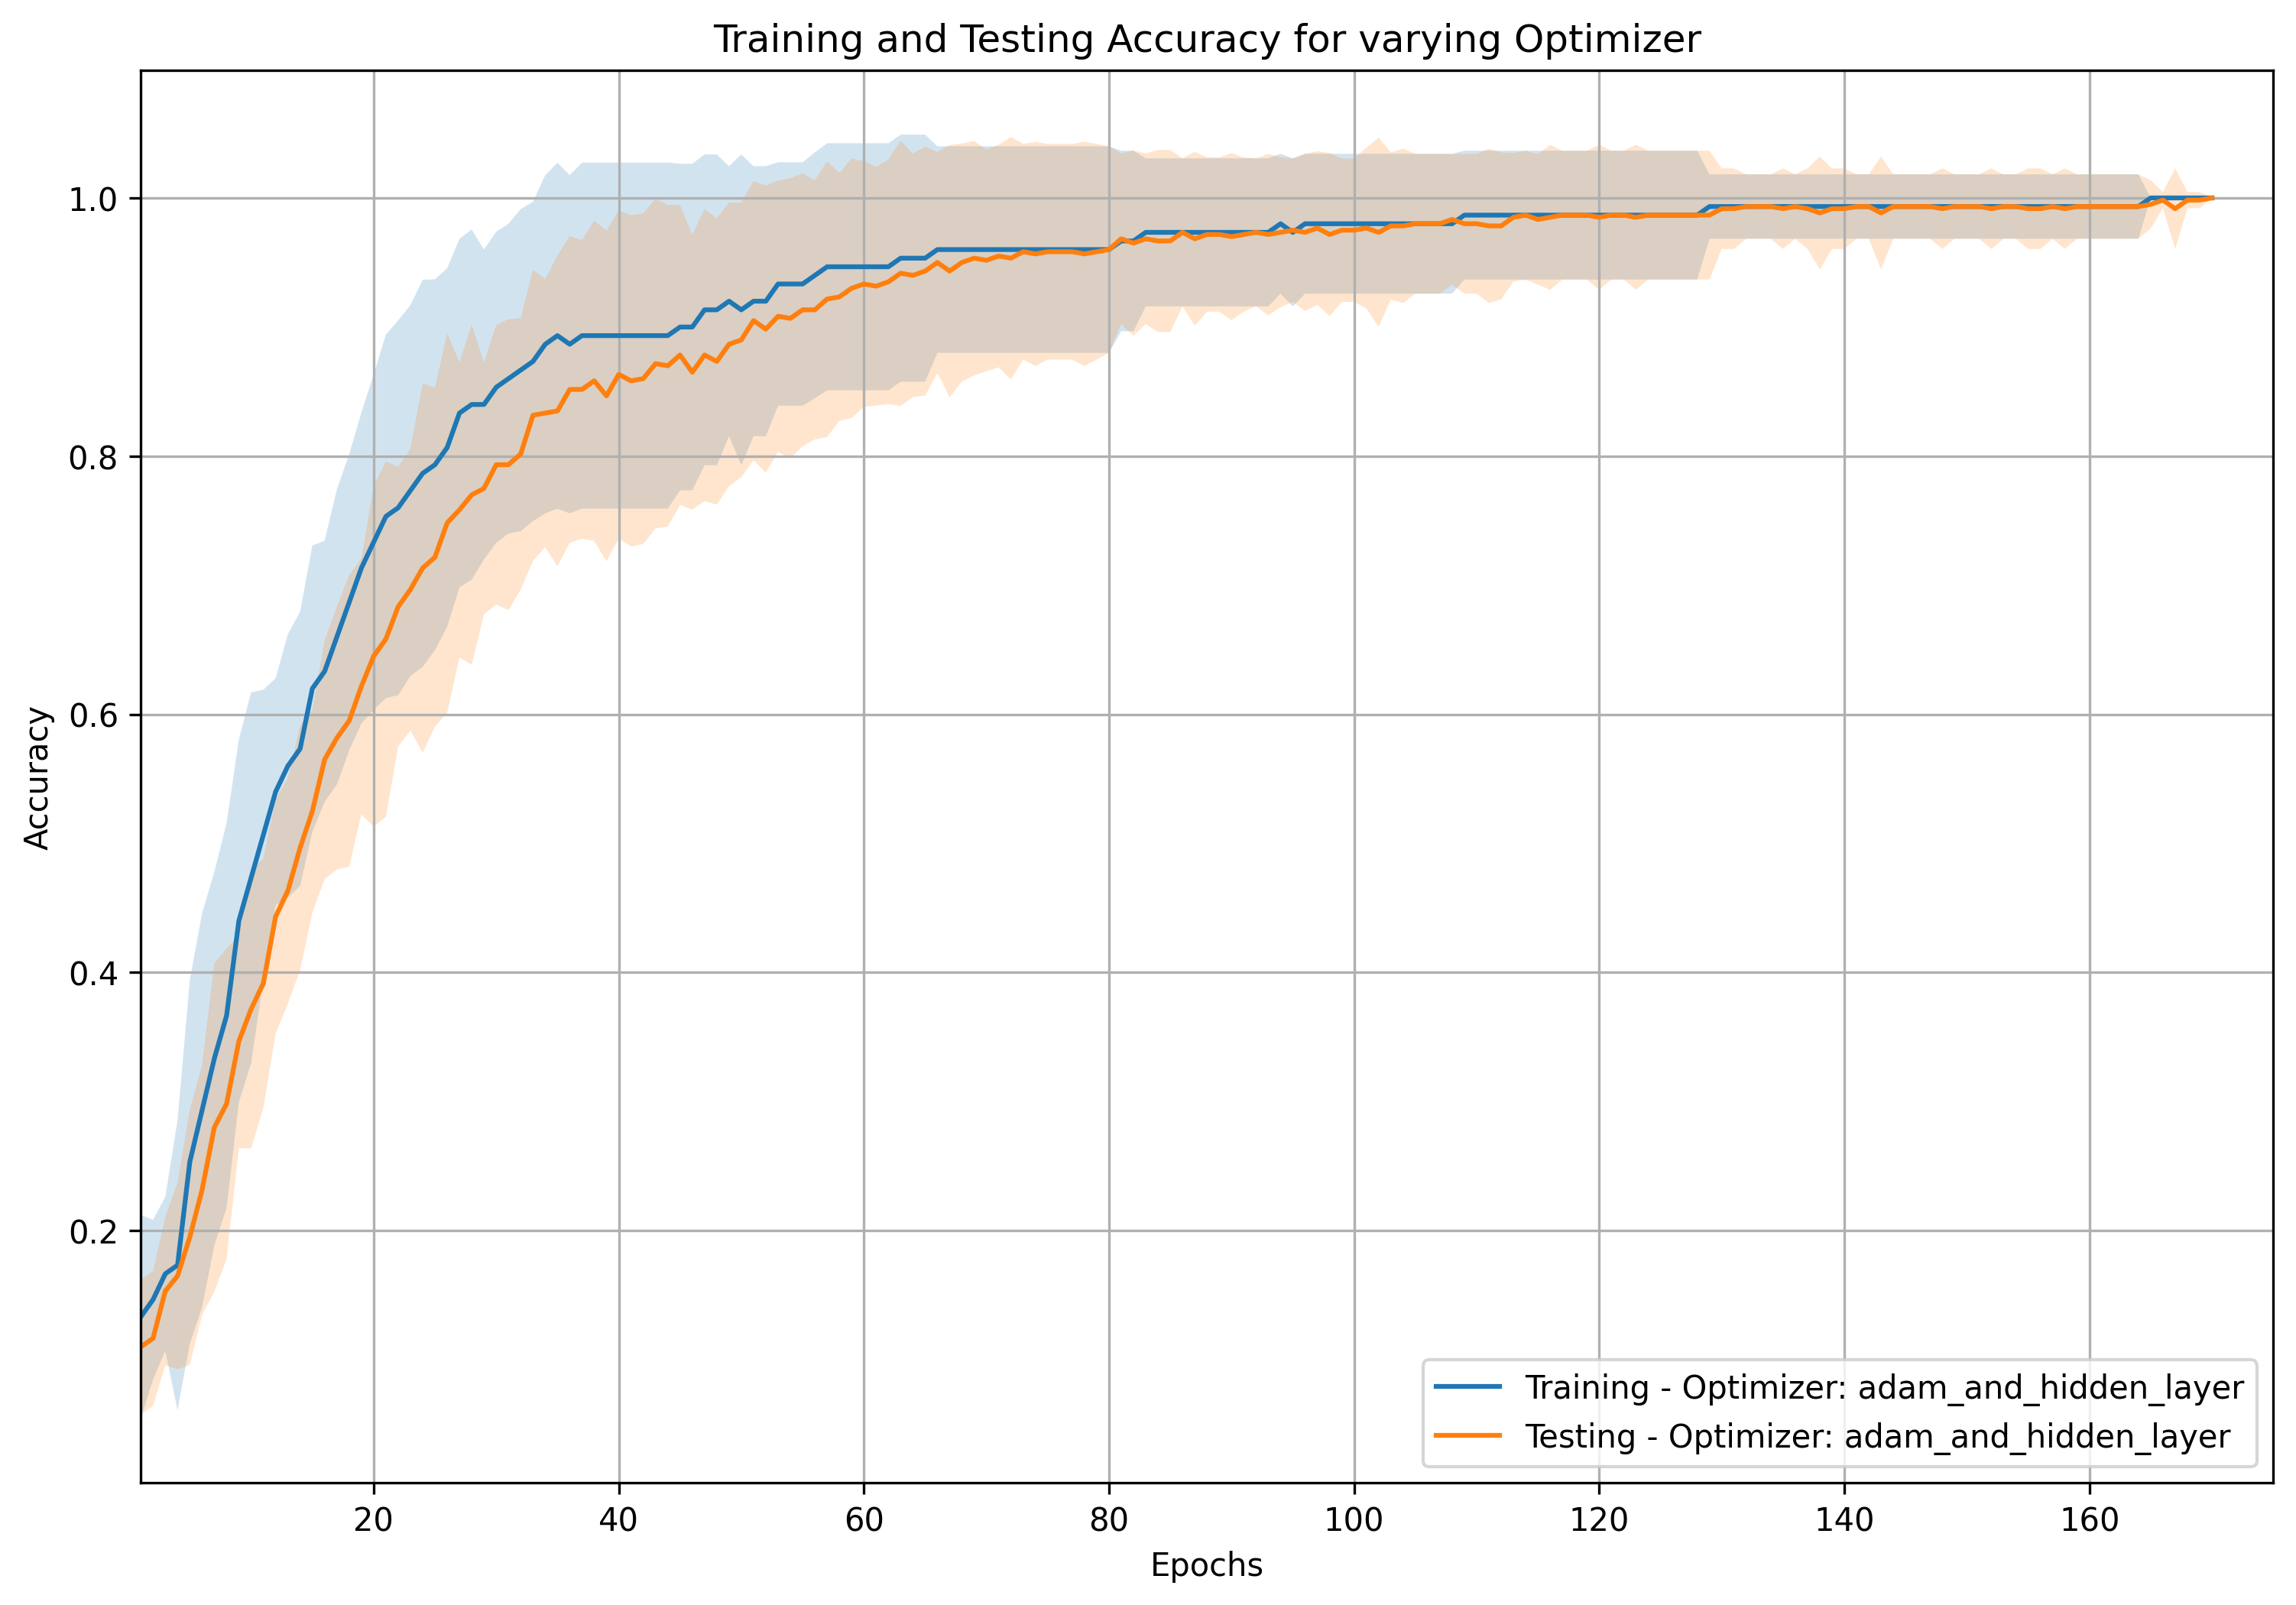 Training and Testing Accuracy for varying Optimizer
Accuracy
1.0
0.8
0.6
0.4
0.2
Training - Optimizer: adam_and_hidden_layer
Testing - Optimizer: adam_and_hidden_layer
20 40 60 80 100 120 140 160
Epochs